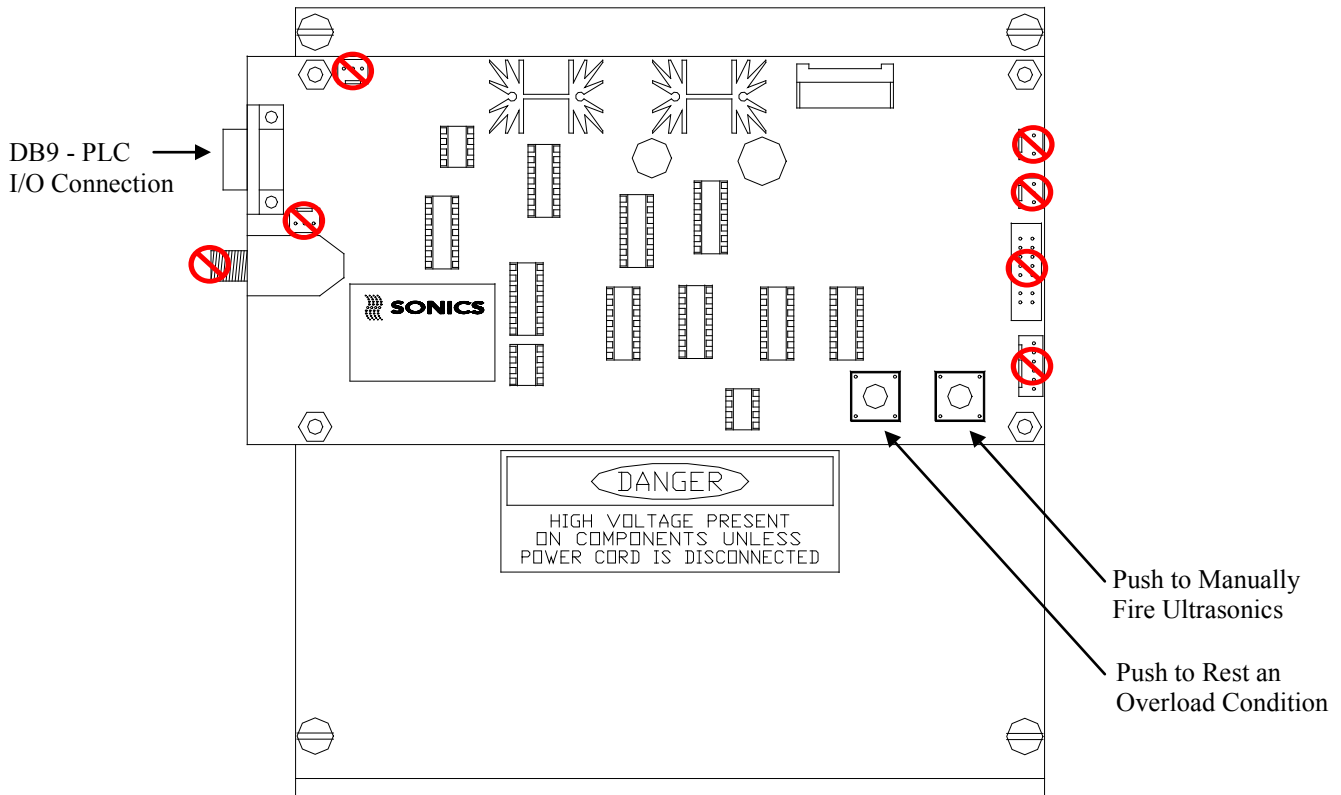 DB9 - PLC
I/O Connection
SONICS
DANGER
HIGH VOLTAGE PRESENT
ON COMPONENTS UNLESS
POWER CORD IS DISCONNECTED
Push to Manually
Fire Ultrasonics
Push to Rest an
Overload Condition